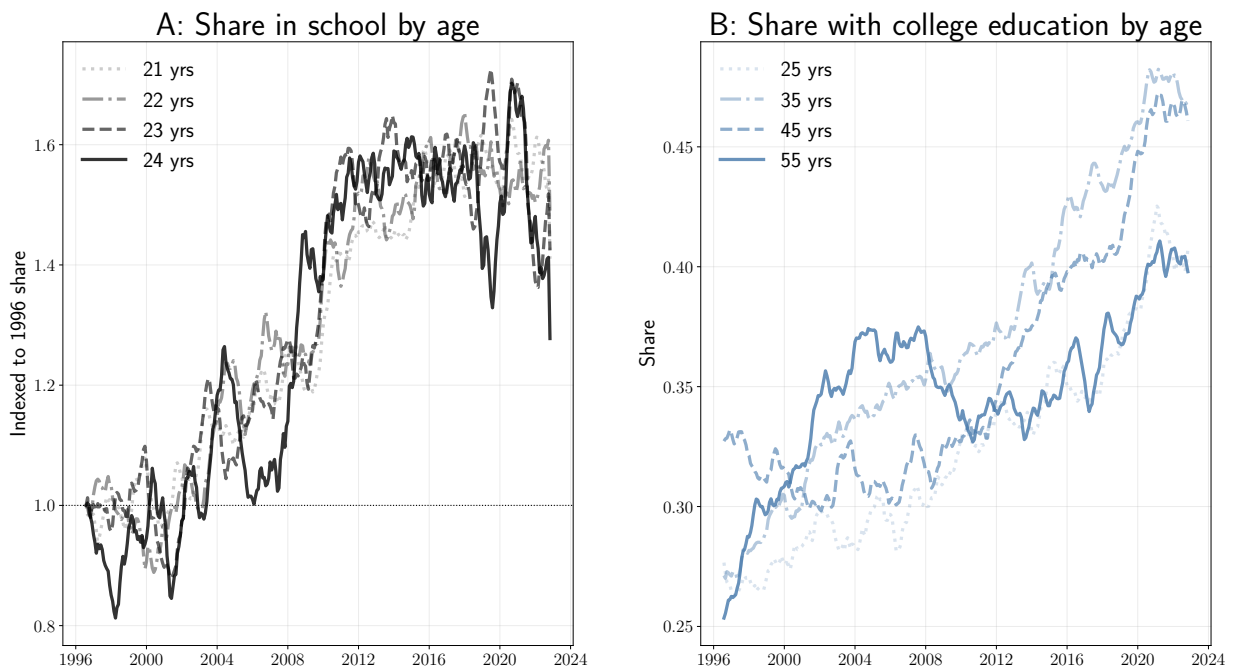 A: Share in school by age
21 yrs
22 yrs
23 yrs
24 yrs
Indexed to 1996 share
1.6
1.4
1.2
1.0
0.8
1996 2000 2004 2008 2012 2016 2020 2024
B: Share with college education by age
25 yrs
35 yrs
45 yrs
55 yrs
Share
0.45
0.40
0.35
0.30
0.25
1996 2000 2004 2008 2012 2016 2020 2024